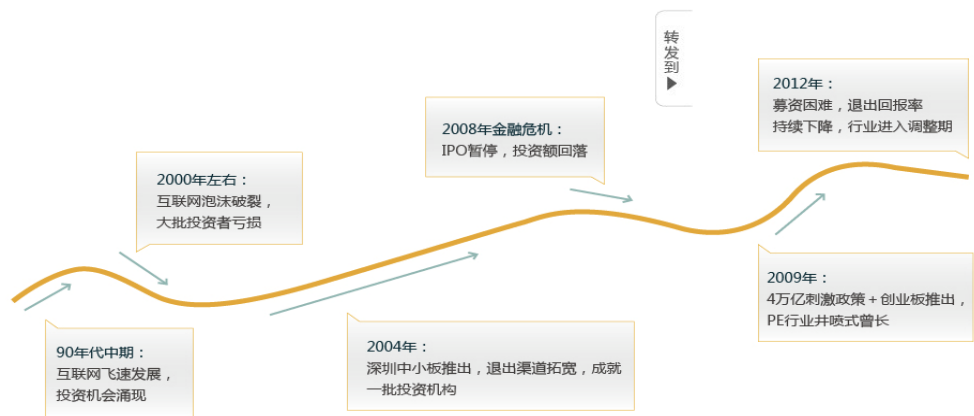 转发到
2012年：
募资困难，退出回报率
持续下降，行业进入调整期
2008年金融危机：
IPO暂停，投资额回落
2000年左右：
互联网泡沫破裂，
大批投资者亏损
2009年：
4万亿刺激政策＋创业板推出，
PE行业井喷式曾长
90年代中期：
互联网飞速发展，
投资机会涌现
2004年：
深圳中小板推出，退出渠道拓宽，成就
一批投资机构